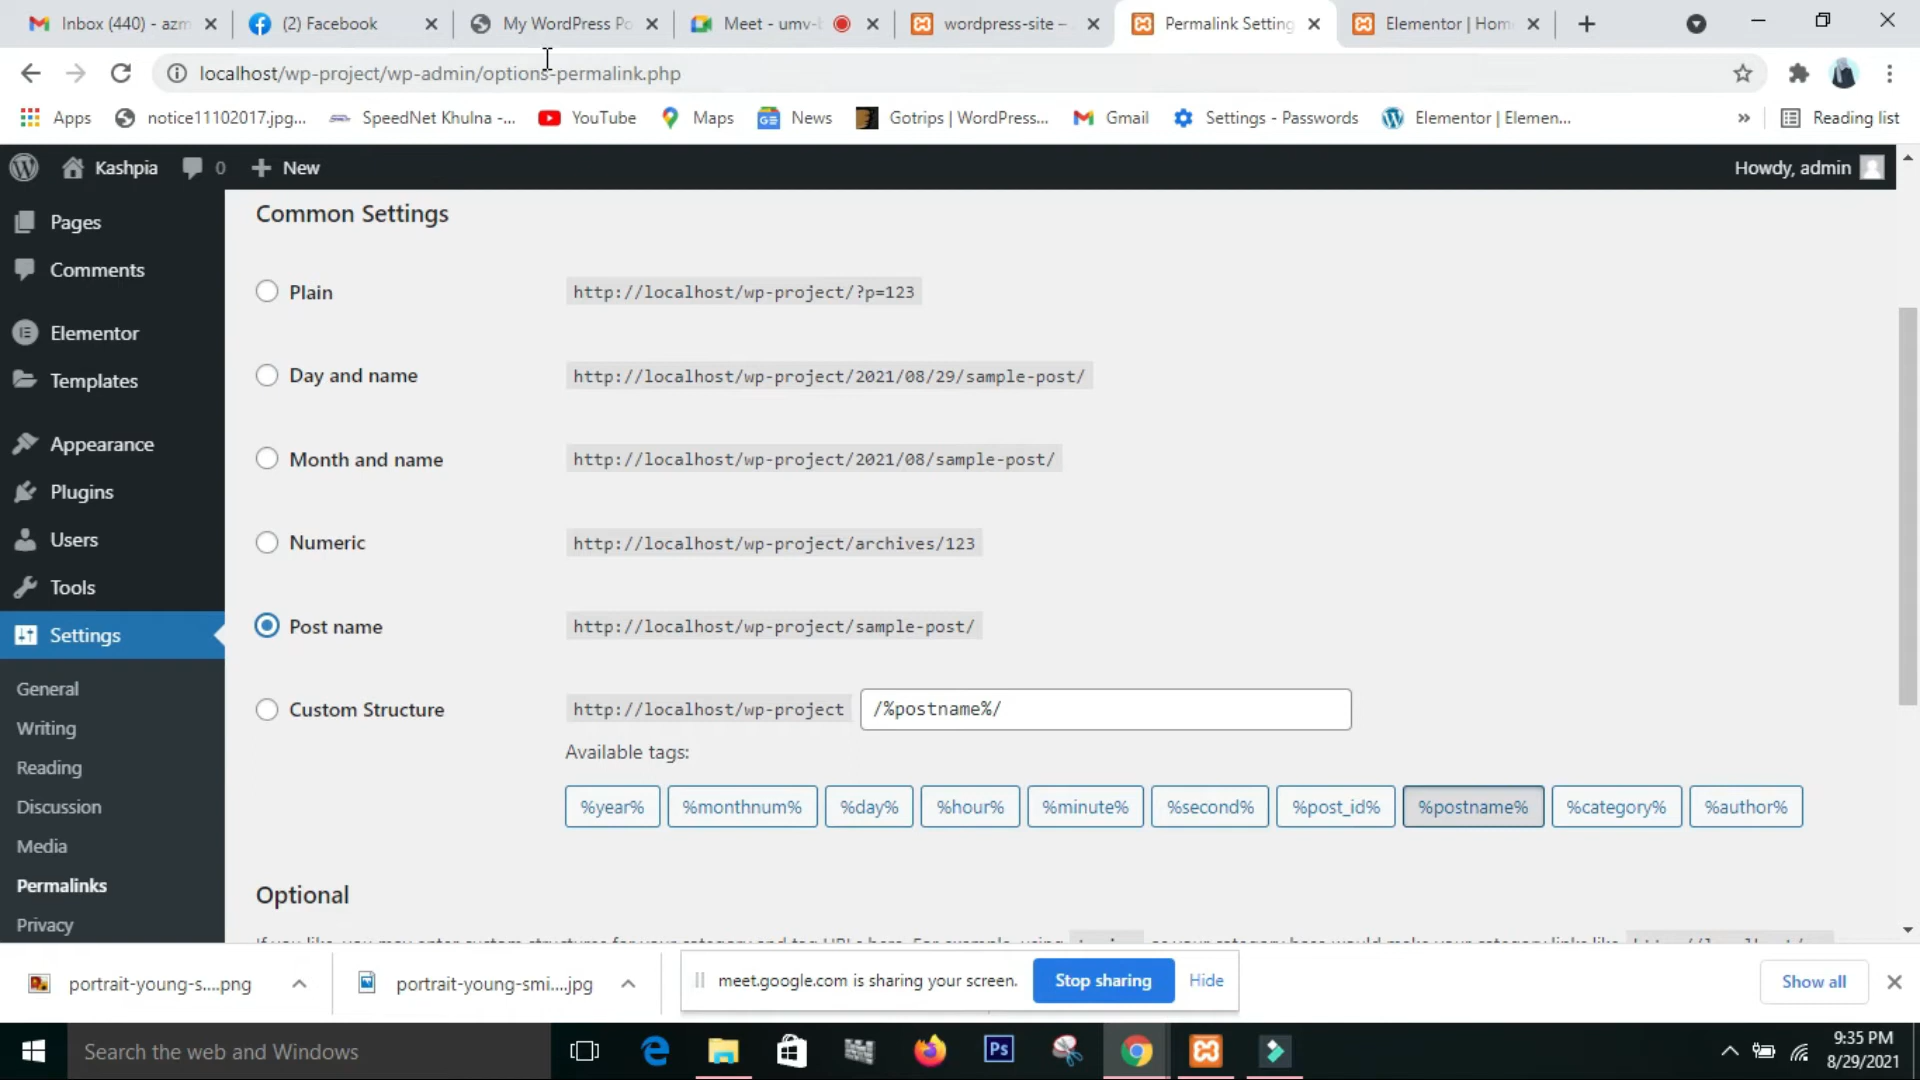 Inbox (440) - azm
(2) Facebook
My WordPress Po
Meet - umv-
wordpress-site –
Permalink Setting
Elementor | Hom
localhost/wp-project/wp-admin/options-permalink.php
Apps
notice11102017.jpg...
SpeedNet Khulna -...
YouTube
Maps
News
Gotrips | WordPress...
Gmail
Settings - Passwords
Elementor | Elemen...
»
Reading list
Kashpia
0
New
Howdy, admin
Pages
Comments
Elementor
Templates
Appearance
Plugins
Users
Tools
Settings
General
Writing
Reading
Discussion
Media
Permalinks
Privacy
Common Settings
Plain http://localhost/wp-project/?p=123
Day and name http://localhost/wp-project/2021/08/29/sample-post/
Month and name http://localhost/wp-project/2021/08/sample-post/
Numeric http://localhost/wp-project/archives/123
Post name http://localhost/wp-project/sample-post/
Custom Structure http://localhost/wp-project /%postname%/
Available tags:
%year% %monthnum% %day% %hour% %minute% %second% %post_id% %postname% %category% %author%
Optional
portrait-young-s....png
portrait-young-smi....jpg
meet.google.com is sharing your screen.
Stop sharing
Hide
Show all
Search the web and Windows
Ps
9:35 PM
8/29/2021